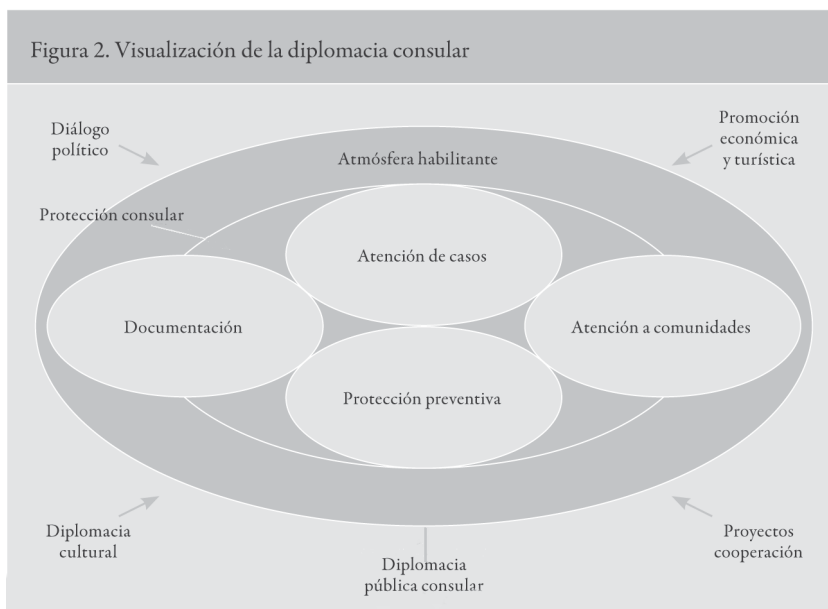 Figura 2. Visualización de la diplomacia consular
Diálogo
político
Promoción
económica
y turística
Atmósfera habilitante
Protección consular
Atención de casos
Documentación
Atención a comunidades
Protección preventiva
Diplomacia
cultural
Diplomacia
pública consular
Proyectos
cooperación